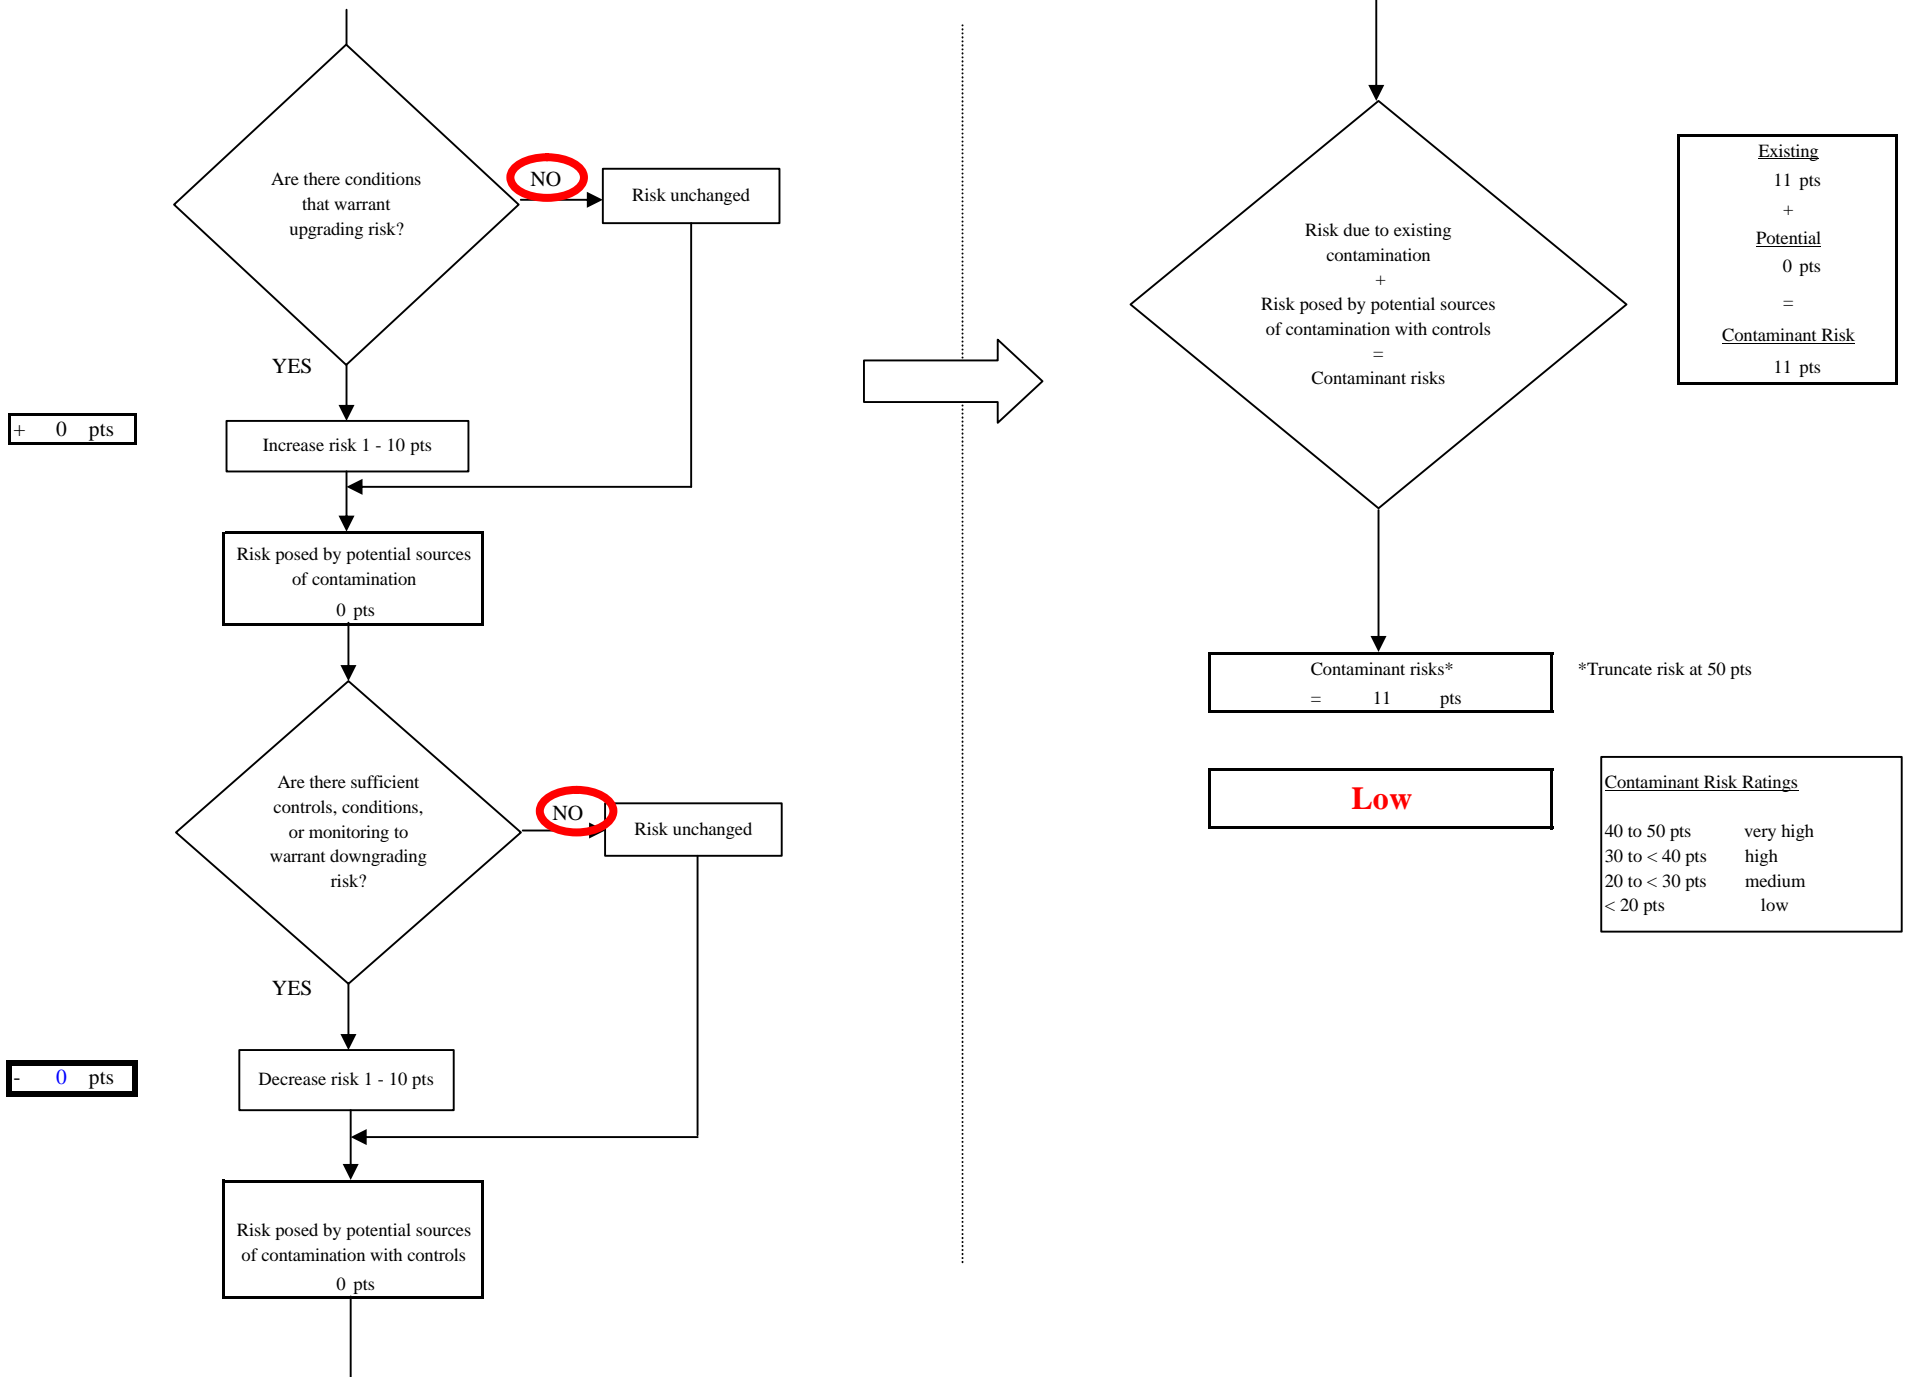 Are there conditions
that warrant
upgrading risk?
NO
Risk unchanged
YES
+ 0 pts
Increase risk 1 - 10 pts
Risk posed by potential sources
of contamination
0 pts
Are there sufficient
controls, conditions,
or monitoring to
warrant downgrading
risk?
NO
Risk unchanged
YES
- 0 pts
Decrease risk 1 - 10 pts
Risk posed by potential sources
of contamination with controls
0 pts
Risk due to existing
contamination
+
Risk posed by potential sources
of contamination with controls
=
Contaminant risks
Existing
11 pts
+
Potential
0 pts
=
Contaminant Risk
11 pts
Contaminant risks*
= 11 pts
*Truncate risk at 50 pts
Low
Contaminant Risk Ratings
40 to 50 pts very high
30 to < 40 pts high
20 to < 30 pts medium
< 20 pts low